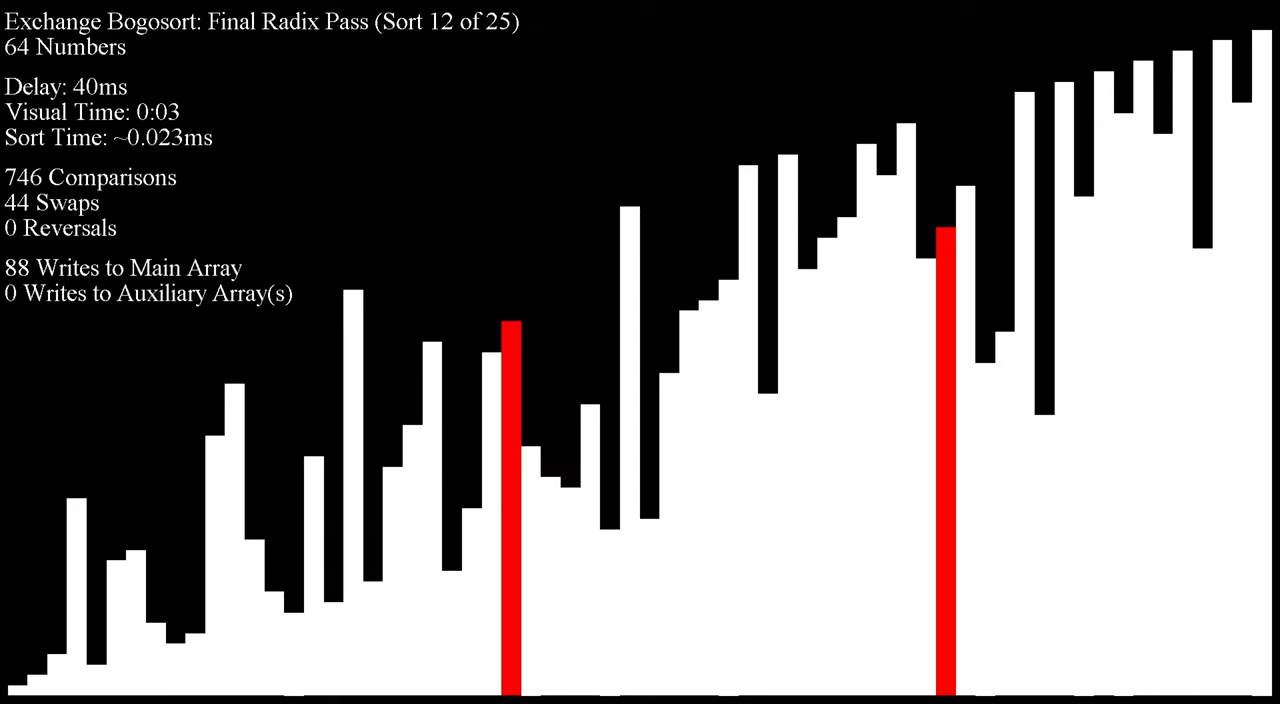 Exchange Bogosort: Final Radix Pass (Sort 12 of 25)
64 Numbers
Delay: 40ms
Visual Time: 0:03
Sort Time: ~0.023ms
746 Comparisons
44 Swaps
0 Reversals
88 Writes to Main Array
0 Writes to Auxiliary Array(s)